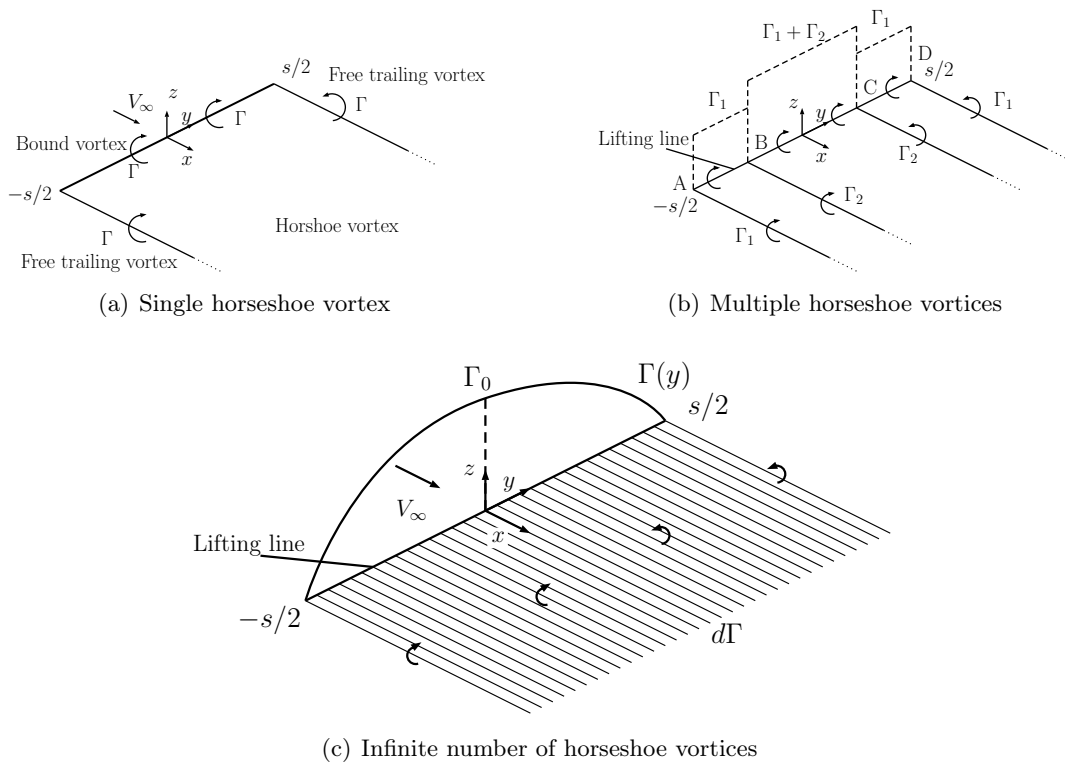 s/2
Free trailing vortex
z
V∞
Γ
Γ
y
Bound vortex
x
Γ
−s/2
Γ
Horshoe vortex
Free trailing vortex
(a) Single horseshoe vortex
Γ1
Γ1 + Γ2
D
s/2
C
Γ1
z
Γ1
y
Lifting line
B
x
Γ2
A
−s/2
Γ2
Γ1
(b) Multiple horseshoe vortices
Γ0
Γ(y)
s/2
z
y
V∞
x
Lifting line
−s/2
dΓ
(c) Infinite number of horseshoe vortices